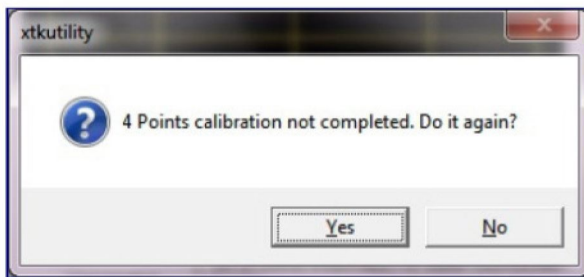 xtkutility
4 Points calibration not completed. Do it again?
Yes
No